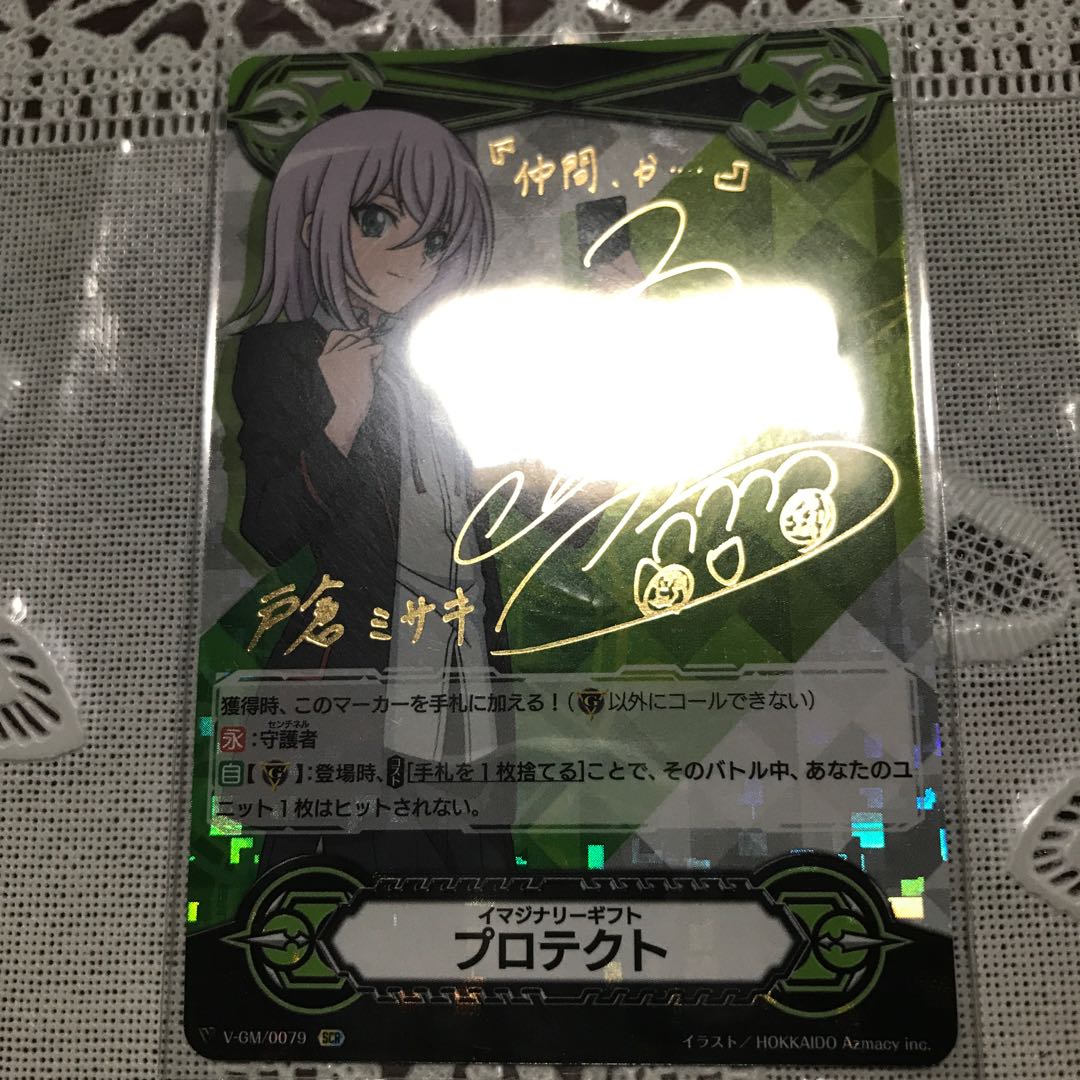 『仲間、か…』
戸倉 ミサキ
獲得時、このマーカーを手札に加える！(G以外にコールできない)
永:守護者
センチネル
自【G】:登場時、コスト[手札を1枚捨てる]ことで、そのバトル中、あなたのユ
ニット1枚はヒットされない。
イマジナリーギフト
プロテクト
V-GM/0079 SCR
イラスト／HOKKAIDO Azmacy inc.